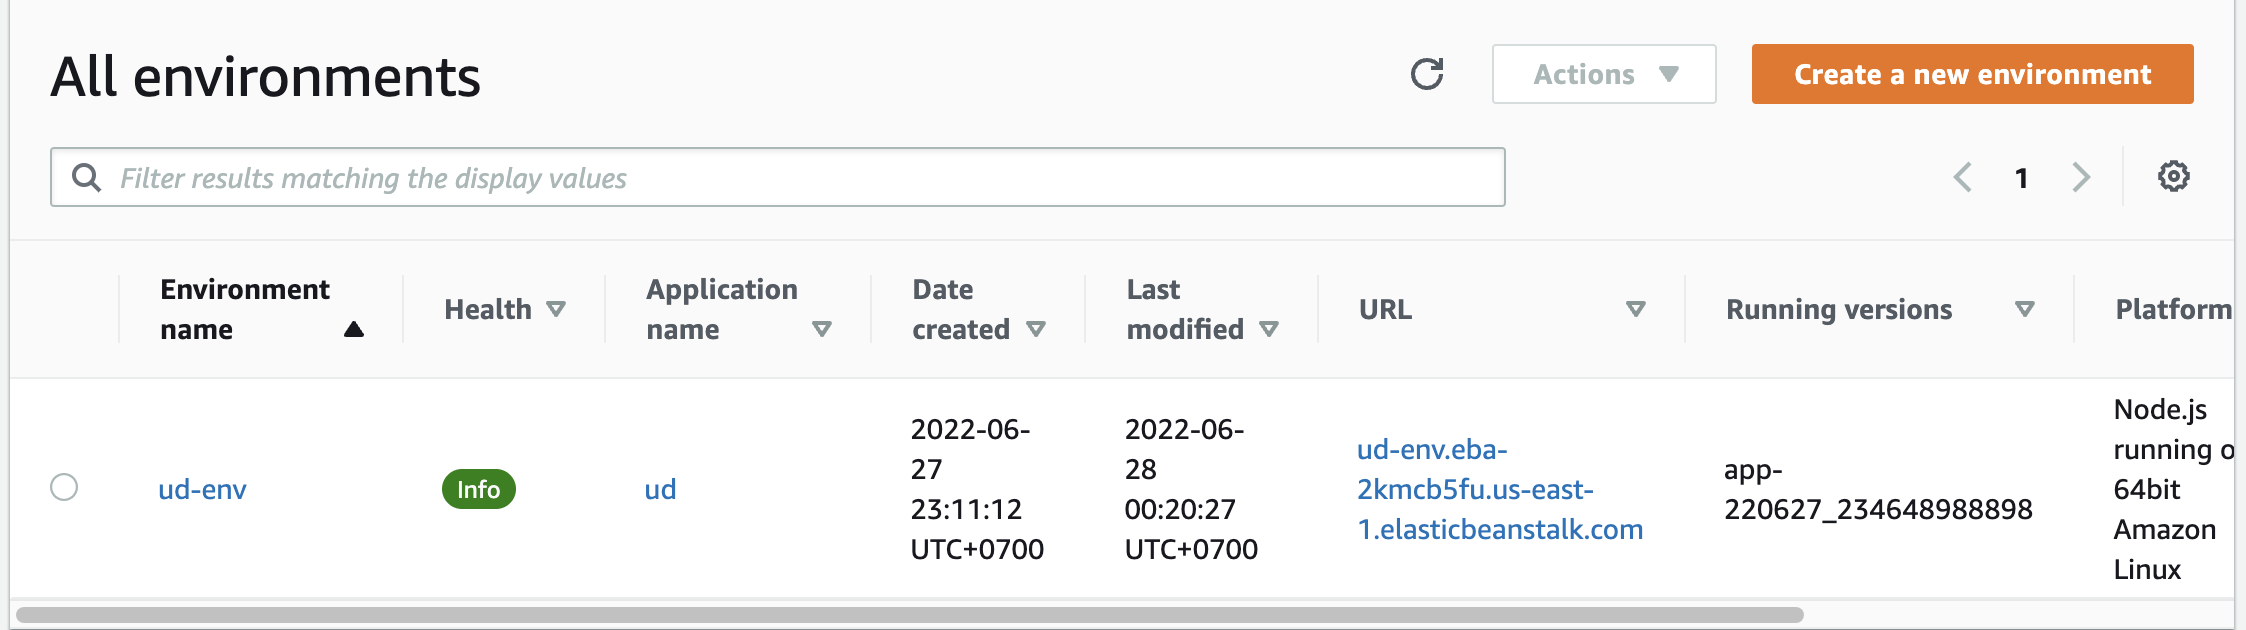 All environments
Actions
Create a new environment
Filter results matching the display values
1
Environment
name
Health
Application
name
Date
created
Last
modified
URL
Running versions
Platform
ud-env
Info
ud
2022-06-
27
23:11:12
UTC+0700
2022-06-
28
00:20:27
UTC+0700
ud-env.eba-
2kmcb5fu.us-east-
1.elasticbeanstalk.com
app-
220627_234648988898
Node.js
running o
64bit
Amazon
Linux